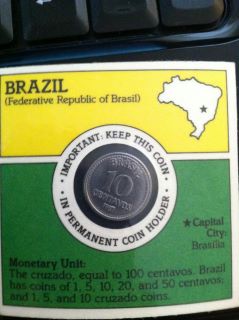 BRAZIL
(Federative Republic of Brasil)
IMPORTANT: KEEP THIS COIN
BRASIL
10
CENTAVOS
IN PERMANENT COIN HOLDER
★Capital
City:
Brasilia
Monetary Unit:
The cruzado, equal to 100 centavos. Brazil
has coins of 1, 5, 10, 20, and 50 centavos;
and 1, 5, and 10 cruzado coins.